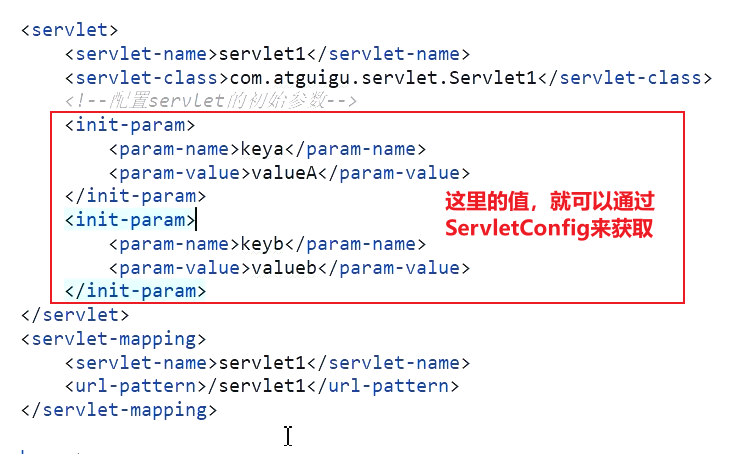 <servlet>
<servlet-name>servlet1</servlet-name>
<servlet-class>com.atguigu.servlet.Servlet1</servlet-class>
<!--配置servlet的初始参数-->
<init-param>
<param-name>keya</param-name>
<param-value>valueA</param-value>
</init-param>
<init-param>
<param-name>keyb</param-name>
<param-value>valueb</param-value>
</init-param>
这里的值，就可以通过
ServletConfig来获取
</servlet>
<servlet-mapping>
<servlet-name>servlet1</servlet-name>
<url-pattern>/servlet1</url-pattern>
</servlet-mapping>